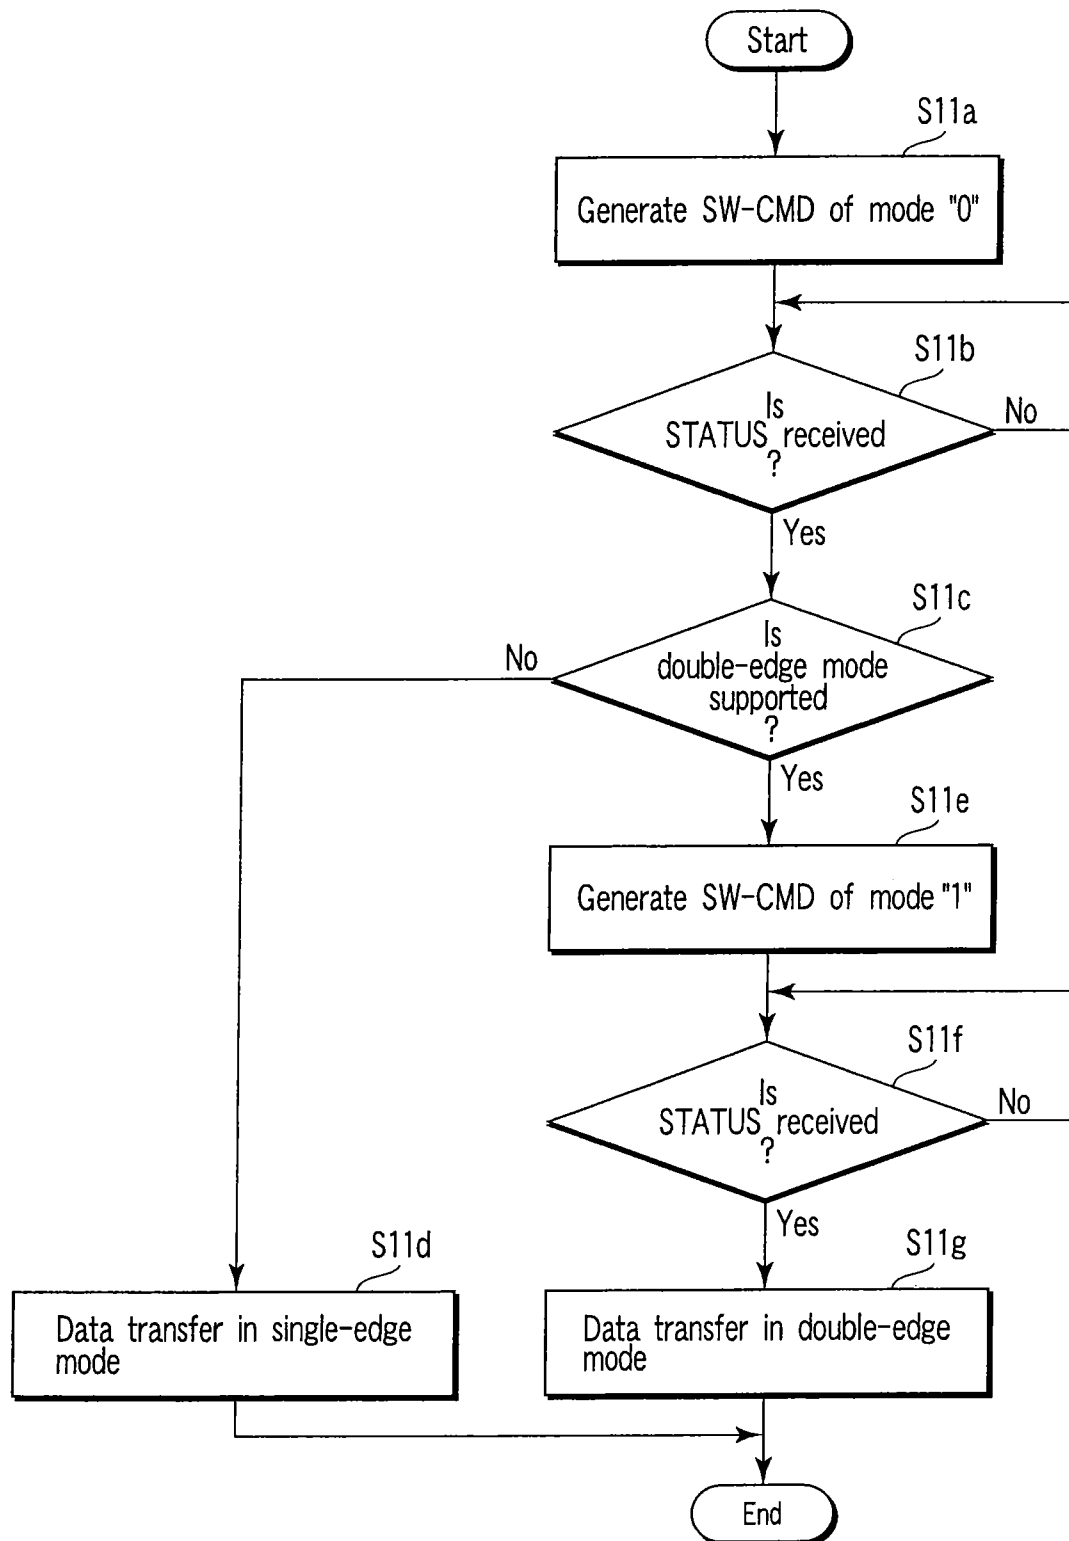 Start
S11a
Generate SW-CMD of mode "0"
S11b
Is
STATUS received
?
No
Yes
S11c
Is
double-edge mode
supported
?
No
Yes
S11e
Generate SW-CMD of mode "1"
S11f
Is
STATUS received
?
No
Yes
S11d
Data transfer in single-edge
mode
S11g
Data transfer in double-edge
mode
End